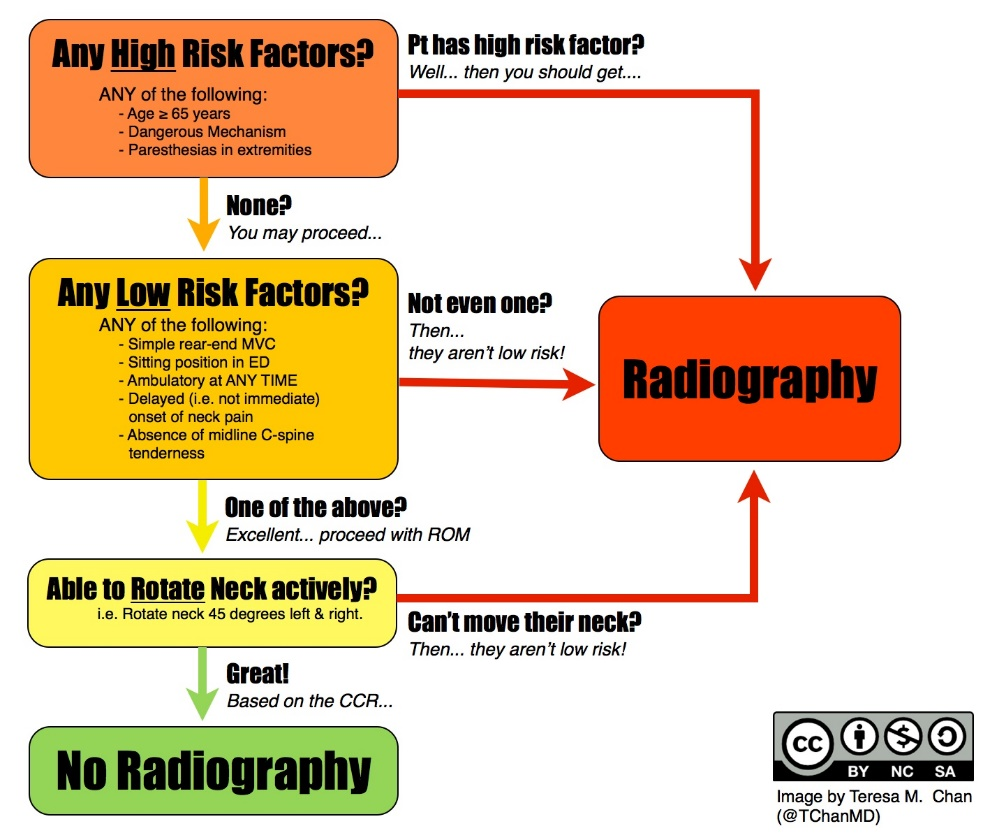 Any High Risk Factors?
ANY of the following:
- Age ≥ 65 years
- Dangerous Mechanism
- Paresthesias in extremities
Pt has high risk factor?
Well... then you should get....
None?
You may proceed...
Any Low Risk Factors?
ANY of the following:
- Simple rear-end MVC
- Sitting position in ED
- Ambulatory at ANY TIME
- Delayed (i.e. not immediate)
onset of neck pain
- Absence of midline C-spine
tenderness
Not even one?
Then...
they aren't low risk!
Radiography
One of the above?
Excellent... proceed with ROM
Able to Rotate Neck actively?
i.e. Rotate neck 45 degrees left & right.
Can't move their neck?
Then... they aren't low risk!
Great!
Based on the CCR...
No Radiography
CC
BY NC SA
Image by Teresa M. Chan
(@TChanMD)